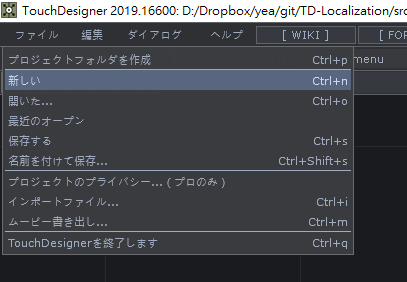 TouchDesigner 2019.16600: D:/Dropbox/yea/git/TD-Localization/src
ファイル 編集 ダイアログ ヘルプ [ WIKI ] [ FOR
プロジェクトフォルダを作成 Ctrl+p menu
新しい Ctrl+n
開いた... Ctrl+o
最近のオープン
保存する Ctrl+s
名前を付けて保存... Ctrl+Shift+s
プロジェクトのプライバシー... ( プロのみ )
インポートファイル... Ctrl+i
ムービー書き出し... Ctrl+m
TouchDesignerを終了します Ctrl+q